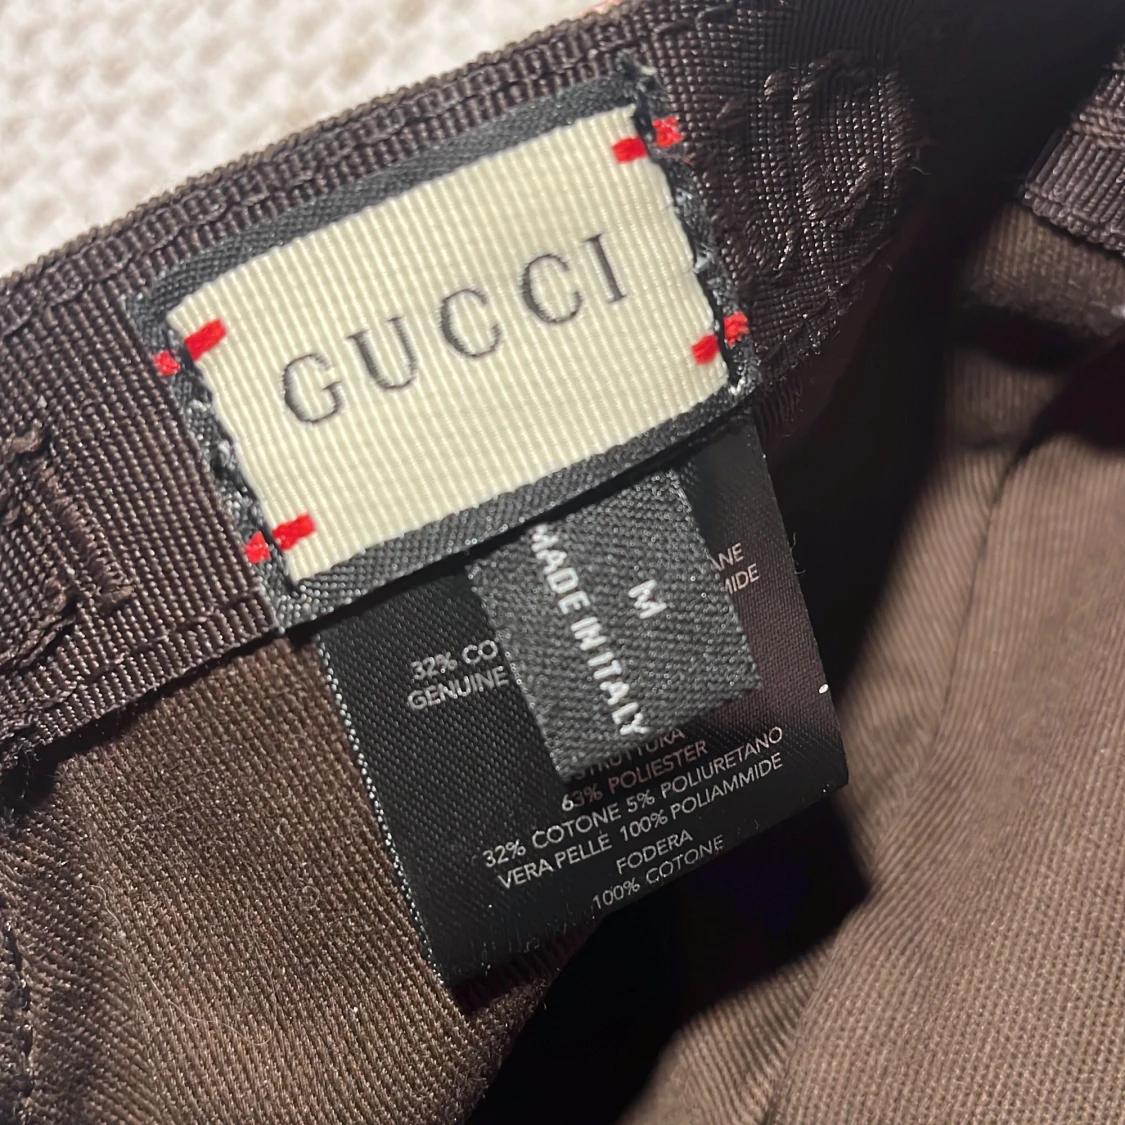 GUCCI
M
MADE IN ITALY
32% CO
GENUINE
ANE
MIDE
STRUTTURA
63% POLIESTER
32% COTONE 5% POLIURETANO
VERA PELLE 100% POLIAMMIDE
FODERA
100% COTONE